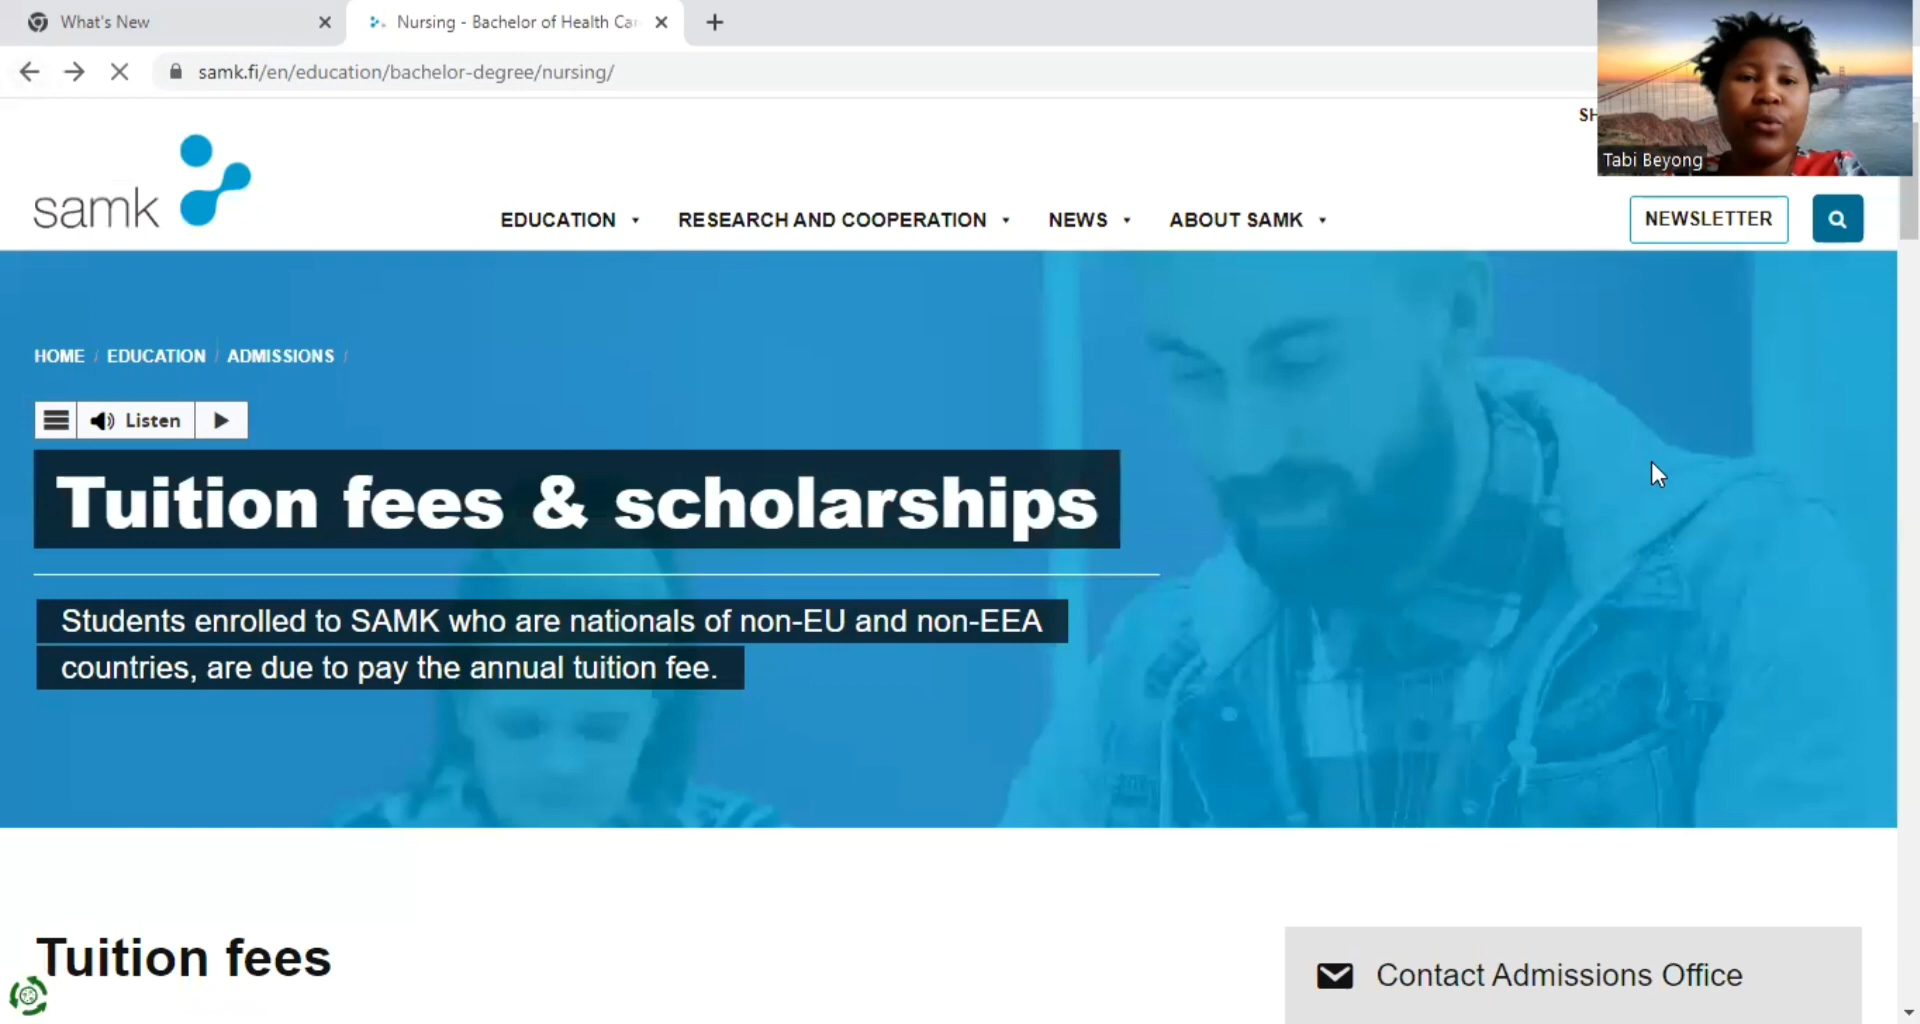 What's New
Nursing - Bachelor of Health Car
samk.fi/en/education/bachelor-degree/nursing/
SH
Tabi Beyong
samk
EDUCATION
RESEARCH AND COOPERATION
NEWS
ABOUT SAMK
NEWSLETTER
HOME / EDUCATION / ADMISSIONS /
Listen
Tuition fees & scholarships
Students enrolled to SAMK who are nationals of non-EU and non-EEA
countries, are due to pay the annual tuition fee.
Tuition fees
Contact Admissions Office